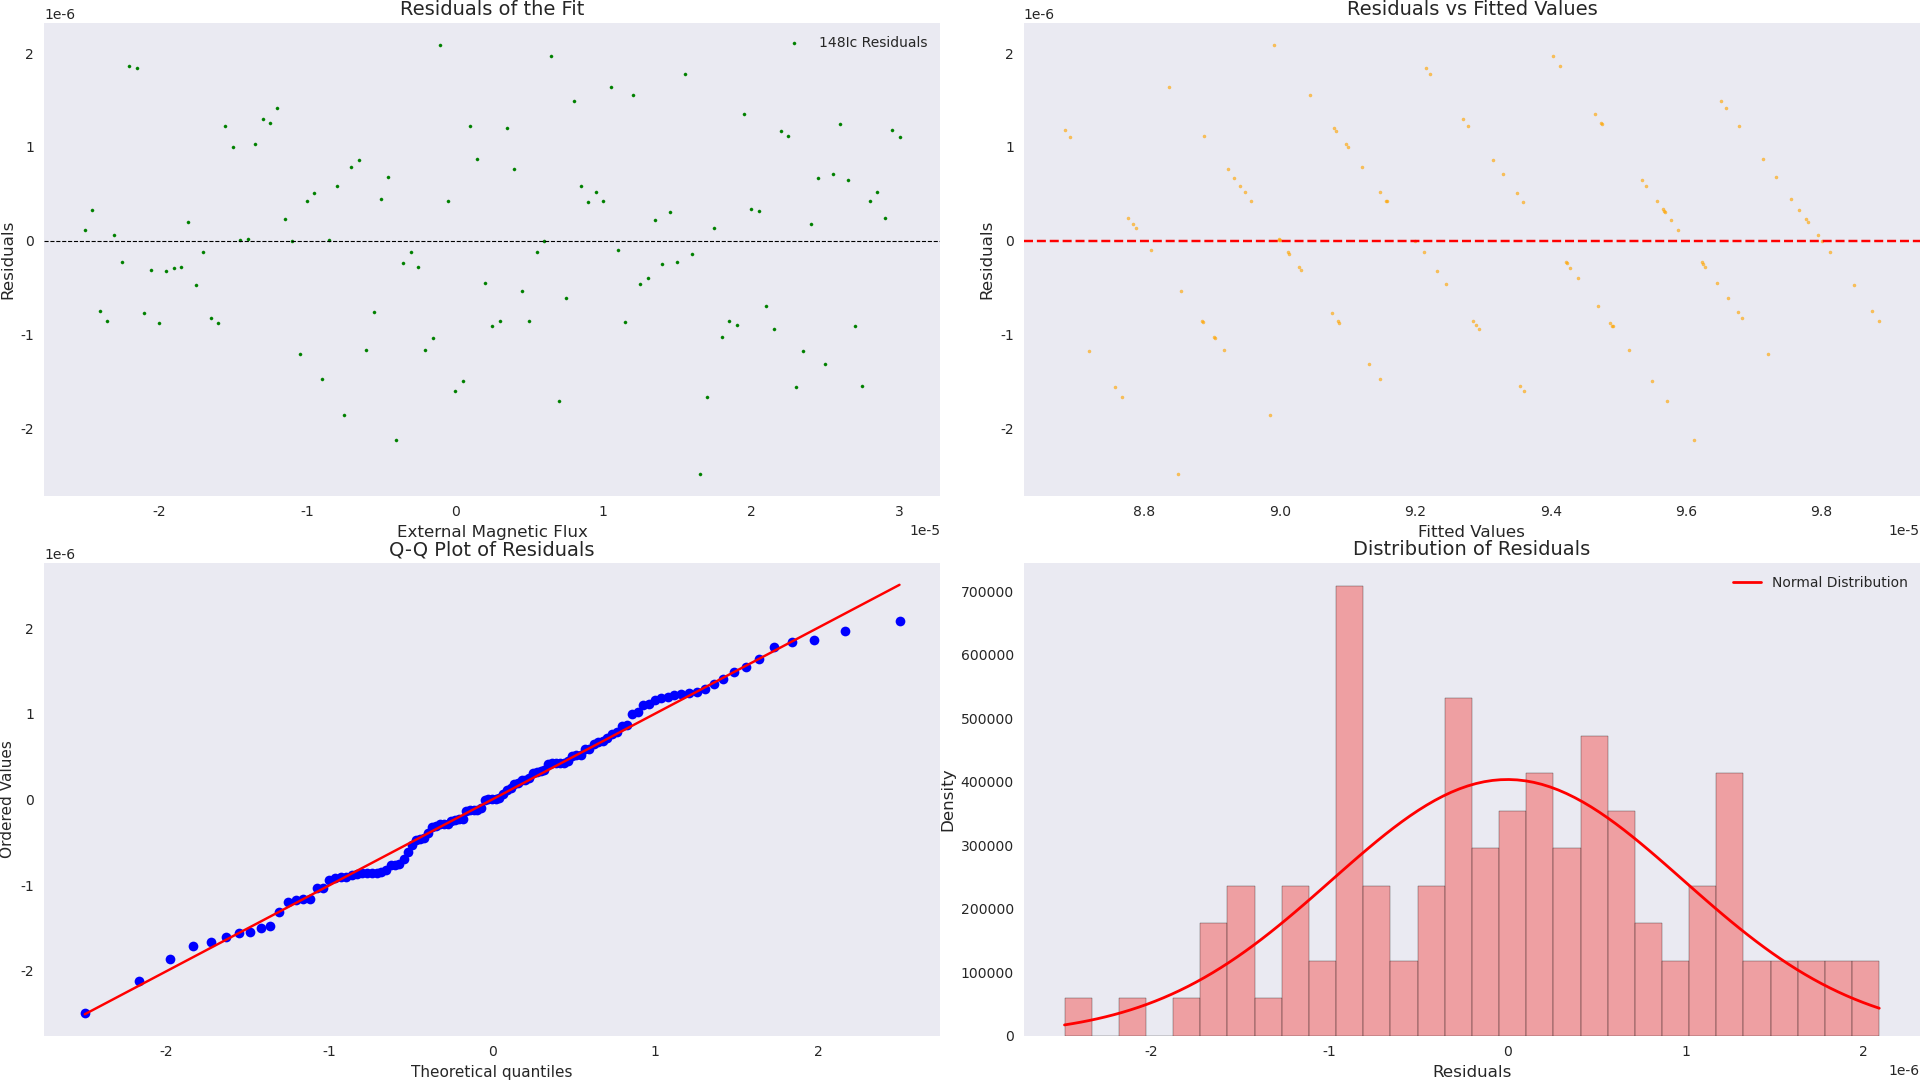 Residuals of the Fit
1e-6
148Ic Residuals
2
1
0
-1
-2
Residuals
-2
-1
0
1
2
3
1e-5
External Magnetic Flux
Residuals vs Fitted Values
1e-6
2
1
0
-1
-2
Residuals
8.8
9.0
9.2
9.4
9.6
9.8
1e-5
Fitted Values
Q-Q Plot of Residuals
1e-6
2
1
0
-1
-2
Ordered Values
-2
-1
0
1
2
Theoretical quantiles
Distribution of Residuals
Normal Distribution
700000
600000
500000
400000
300000
200000
100000
0
Density
-2
-1
0
1
2
1e-6
Residuals